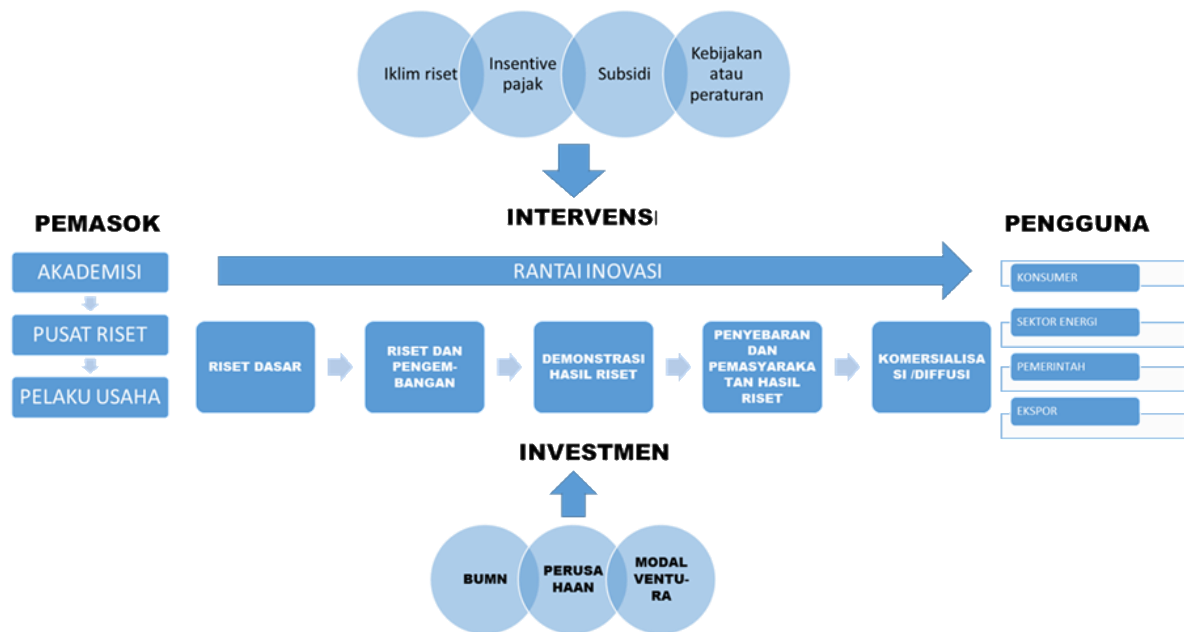 Iklim riset
Insentive
pajak
Subsidi
Kebijakan
atau
peraturan
PEMASOK
INTERVENSI
PENGGUNA
AKADEMISI
PUSAT RISET
PELAKU USAHA
RANTAI INOVASI
RISET DASAR
RISET DAN
PENGEM-
BANGAN
DEMONSTRASI
HASIL RISET
PENYEBARAN
DAN
PEMASYARAKA
TAN HASIL
RISET
KOMERSIALISA
SI /DIFFUSI
KONSUMER
SEKTOR ENERGI
PEMERINTAH
EKSPOR
INVESTMEN
BUMN
PERUSA
HAAN
MODAL
VENTU-
RA